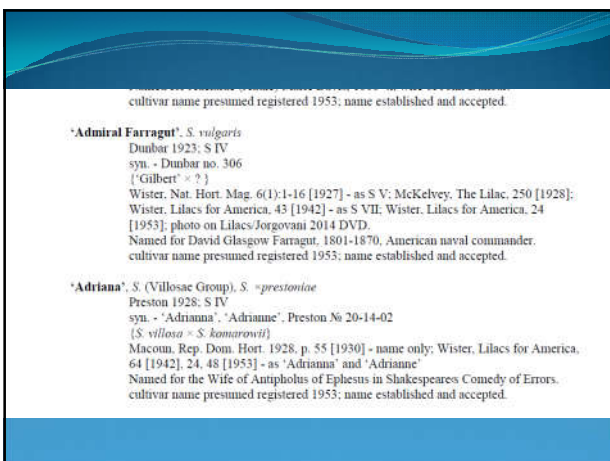 cultivar name presumed registered 1953; name established and accepted.
‘Admiral Farragut’, S. vulgaris
Dunbar 1923; S IV
syn. - Dunbar no. 306
{‘Gilbert’ × ? }
Wister, Nat. Hort. Mag. 6(1):1-16 [1927] - as S V; McKelvey, The Lilac, 250 [1928];
Wister, Lilacs for America, 43 [1942] - as S VII; Wister, Lilacs for America, 24
[1953]; photo on Lilacs/Jorgovani 2014 DVD.
Named for David Glasgow Farragut, 1801-1870, American naval commander.
cultivar name presumed registered 1953; name established and accepted.
‘Adriana’, S. (Villosae Group), S. ×prestoniae
Preston 1928; S IV
syn. - ‘Adrianna’, ‘Adrianne’, Preston № 20-14-02
{S. villosa × S. komarowii}
Macoun, Rep. Dom. Hort. 1928, p. 55 [1930] - name only; Wister, Lilacs for America,
64 [1942], 24, 48 [1953] - as ‘Adrianna’ and ‘Adrianne’
Named for the Wife of Antipholus of Ephesus in Shakespeares Comedy of Errors.
cultivar name presumed registered 1953; name established and accepted.